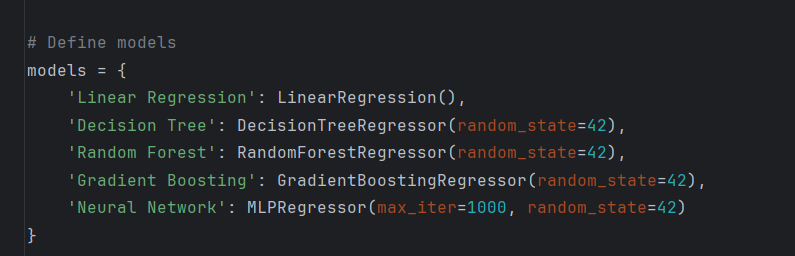 # Define models
models = {
    'Linear Regression': LinearRegression(),
    'Decision Tree': DecisionTreeRegressor(random_state=42),
    'Random Forest': RandomForestRegressor(random_state=42),
    'Gradient Boosting': GradientBoostingRegressor(random_state=42),
    'Neural Network': MLPRegressor(max_iter=1000, random_state=42)
}